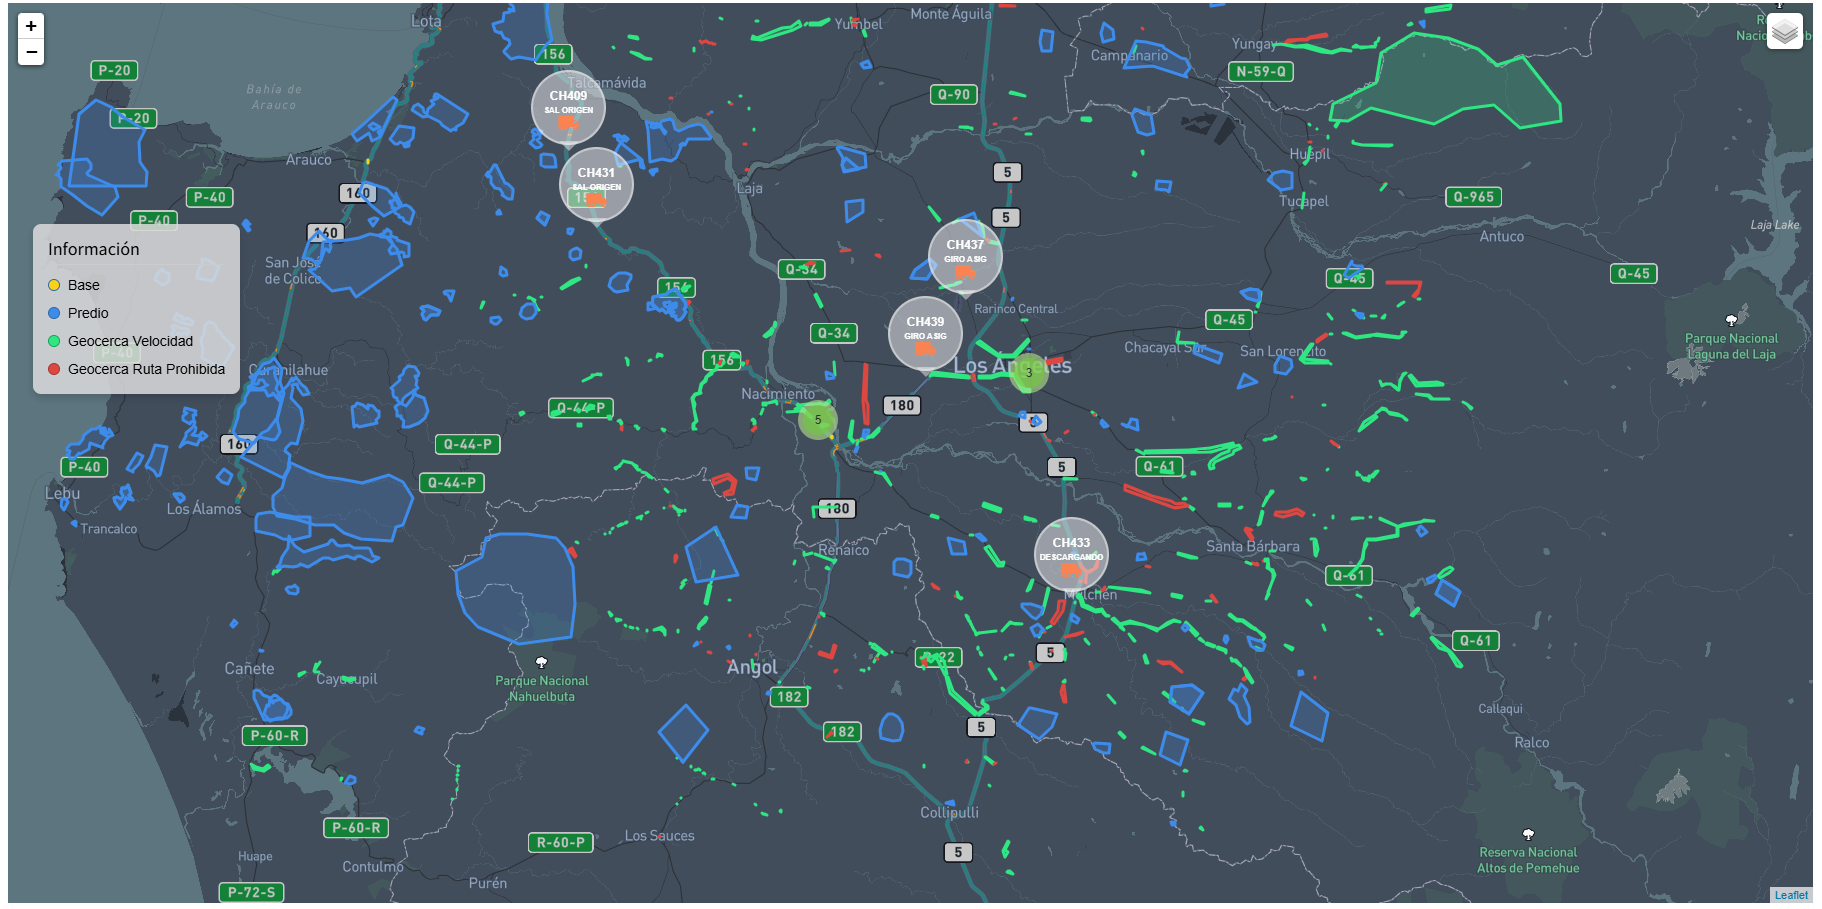 +
−
Lota
156
Talcamávida
Yumbel
Monte Águila
Campanario
Yungay
N-59-Q
P-20
Bahía de
Arauco
P-20
CH409
SAL ORIGEN
Q-90
Arauco
160
P-40
P-40
160
CH431
SAL ORIGEN
Laja
5
5
Huépil
Tucapel
Q-965
Antuco
Laja Lake
Q-45
Q-45
Información
Base
Predio
Geocerca Velocidad
Geocerca Ruta Prohibida
San José
de Colico
P-40
Curanilahue
156
Q-34
Q-34
CH437
GIRO A SIG
Rarinco Central
CH439
GIRO A SIG
Los Ángeles
3
Q-45
Chacayal Sur
San Lorencito
Parque Nacional
Laguna del Laja
156
Nacimiento
5
180
Q-44-P
Q-44-P
Q-44-P
160
P-40
Lebu
Los Álamos
Trancalco
5
5
Q-61
180
Renaico
CH433
DESCARGANDO
Mulchén
Santa Bárbara
Q-61
Q-61
5
Angol
182
182
5
Cañete
Cayucupil
Parque Nacional
Nahuelbuta
P-60-R
Callaqui
Ralco
P-60-R
R-60-P
Los Sauces
Collipulli
5
Huape
Contulmo
Purén
P-72-S
Reserva Nacional
Altos de Pemehue
Leaflet